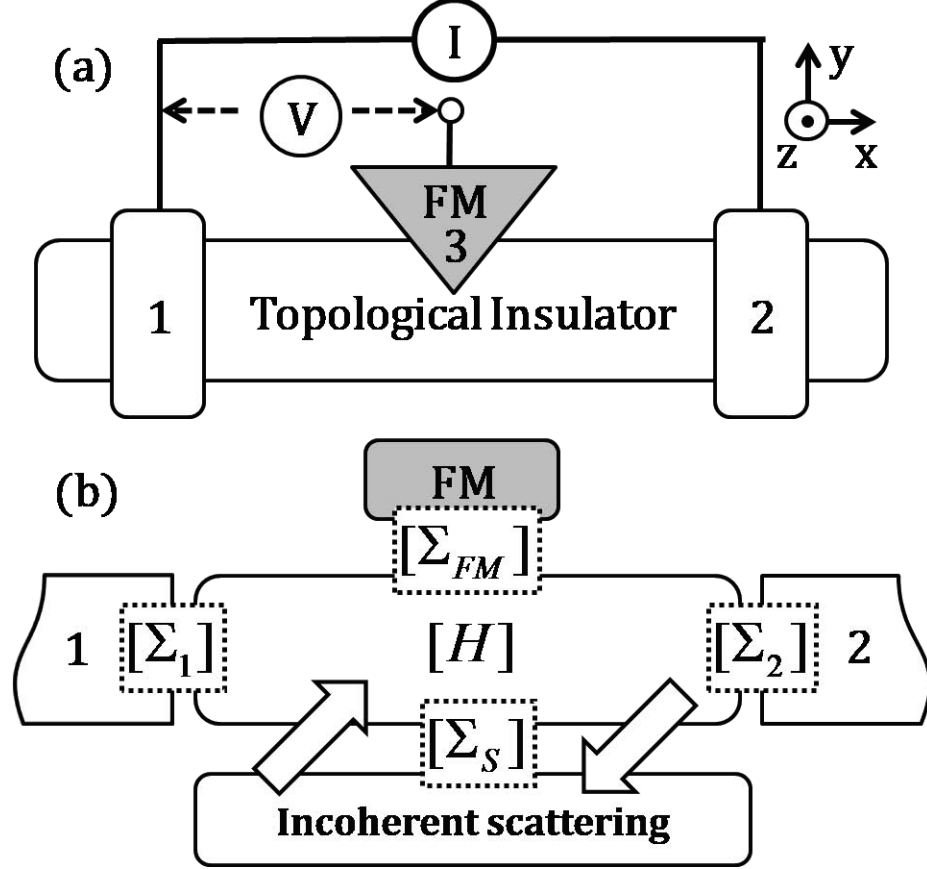 I
(a)
y
V
z
x
FM
3
1
Topological Insulator
2
FM
(b)
[Σ_FM]
1
[Σ_1]
[H]
[Σ_2]
2
[Σ_S]
Incoherent scattering